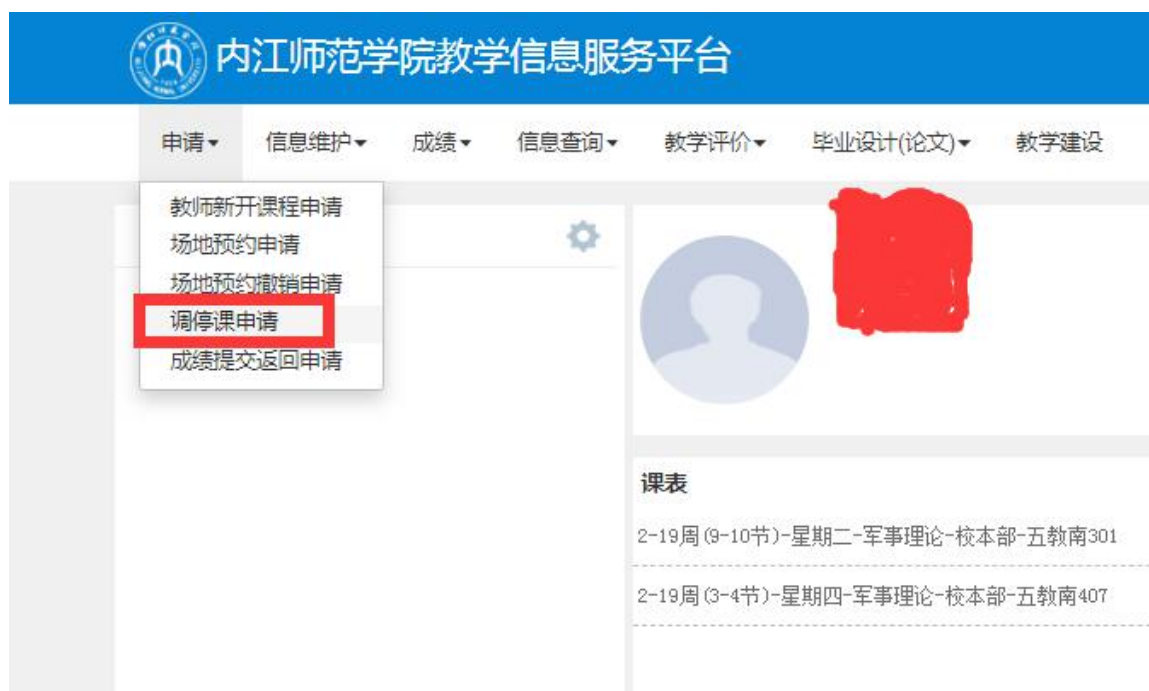 内江师范学院教学信息服务平台
申请 信息维护 成绩 信息查询 教学评价 毕业设计(论文) 教学建设
教师新开课程申请
场地预约申请
场地预约撤销申请
调停课申请
成绩提交返回申请
课表
2-19周(9-10节)-星期二-军事理论-校本部-五教南301
2-19周(3-4节)-星期四-军事理论-校本部-五教南407